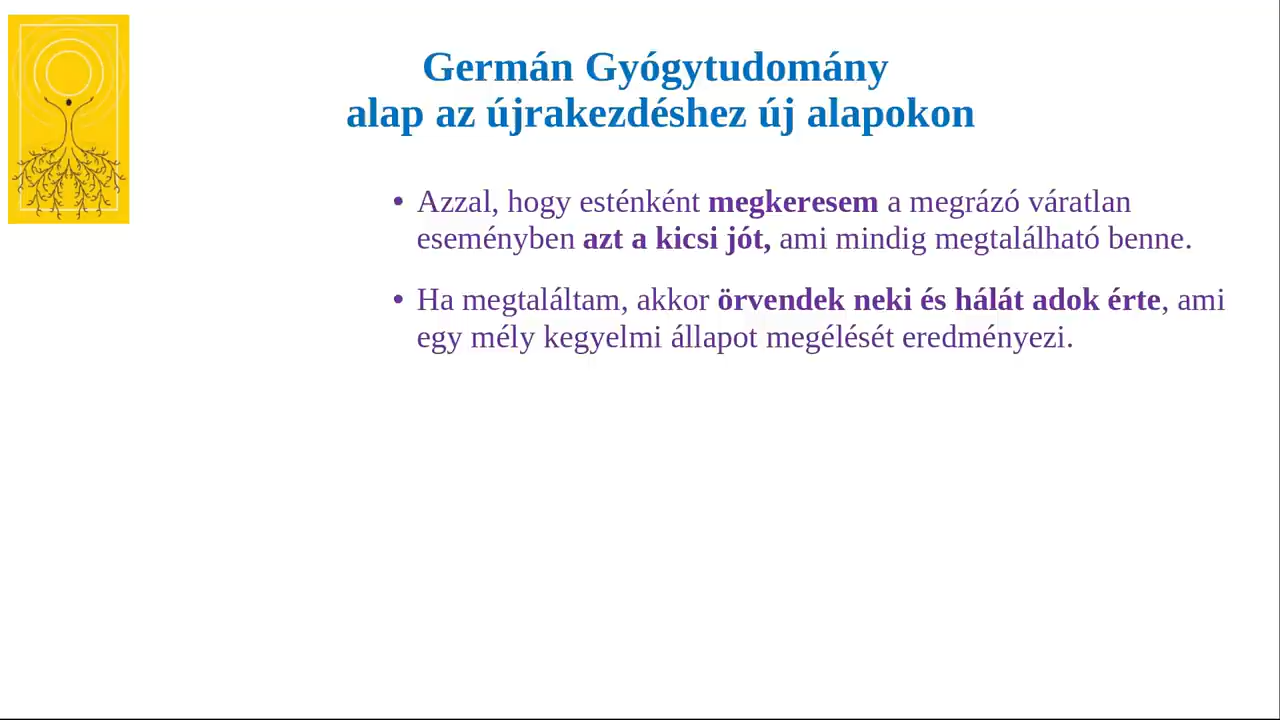 Germán Gyógytudomány
alap az újrakezdéshez új alapokon
• Azzal, hogy esténként megkeresem a megrázó váratlan
eseményben azt a kicsi jót, ami mindig megtalálható benne.
• Ha megtaláltam, akkor örvendek neki és hálát adok érte, ami
egy mély kegyelmi állapot megélését eredményezi.